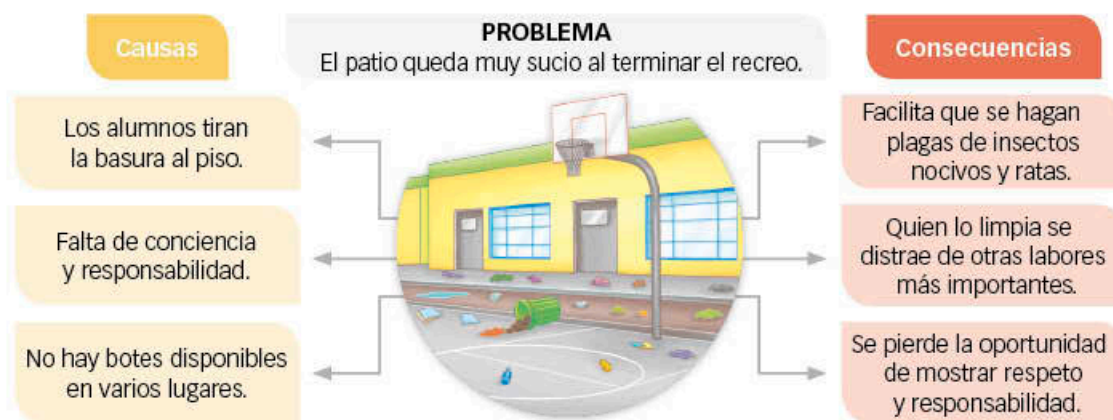 Causas
PROBLEMA
El patio queda muy sucio al terminar el recreo.
Consecuencias
Los alumnos tiran
la basura al piso.
Falta de conciencia
y responsabilidad.
No hay botes disponibles
en varios lugares.
Facilita que se hagan
plagas de insectos
nocivos y ratas.
Quien lo limpia se
distrae de otras labores
más importantes.
Se pierde la oportunidad
de mostrar respeto
y responsabilidad.